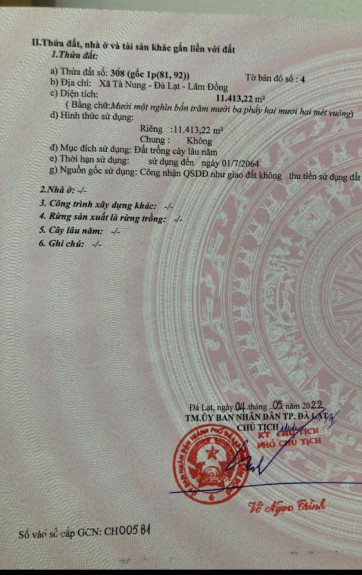 II.Thửa đất, nhà ở và tài sản khác gắn liền với đất
1.Thửa đất:
a) Thửa đất số: 308 (gốc 1p(81, 92)) Tờ bản đồ số : 4
b) Địa chỉ: Xã Tà Nung - Đà Lạt - Lâm Đồng
c) Diện tích: 11.413,22 m²
( Bằng chữ:Mười một nghìn bốn trăm mười ba phẩy hai mươi hai mét vuông)
d) Hình thức sử dụng:
Riêng :11.413,22 m²
Chung : Không
đ) Mục đích sử dụng: Đất trồng cây lâu năm
e) Thời hạn sử dụng: sử dụng đến ngày 01/7/2064
g) Nguồn gốc sử dụng: Công nhận QSDĐ như giao đất không thu tiền sử dụng đất
2.Nhà ở: -/-
3. Công trình xây dựng khác: -/-
4. Rừng sản xuất là rừng trồng: -/-
5. Cây lâu năm: -/-
6. Ghi chú: -/-
Đà Lạt, ngày 04 tháng 05 năm 2022
TM.ỦY BAN NHÂN DÂN TP. ĐÀ LẠT
CHỦ TỊCH
KT CHỦ TỊCH
PHÓ CHỦ TỊCH
Võ Ngọc Trình
Số vào sổ cấp GCN: CH00581